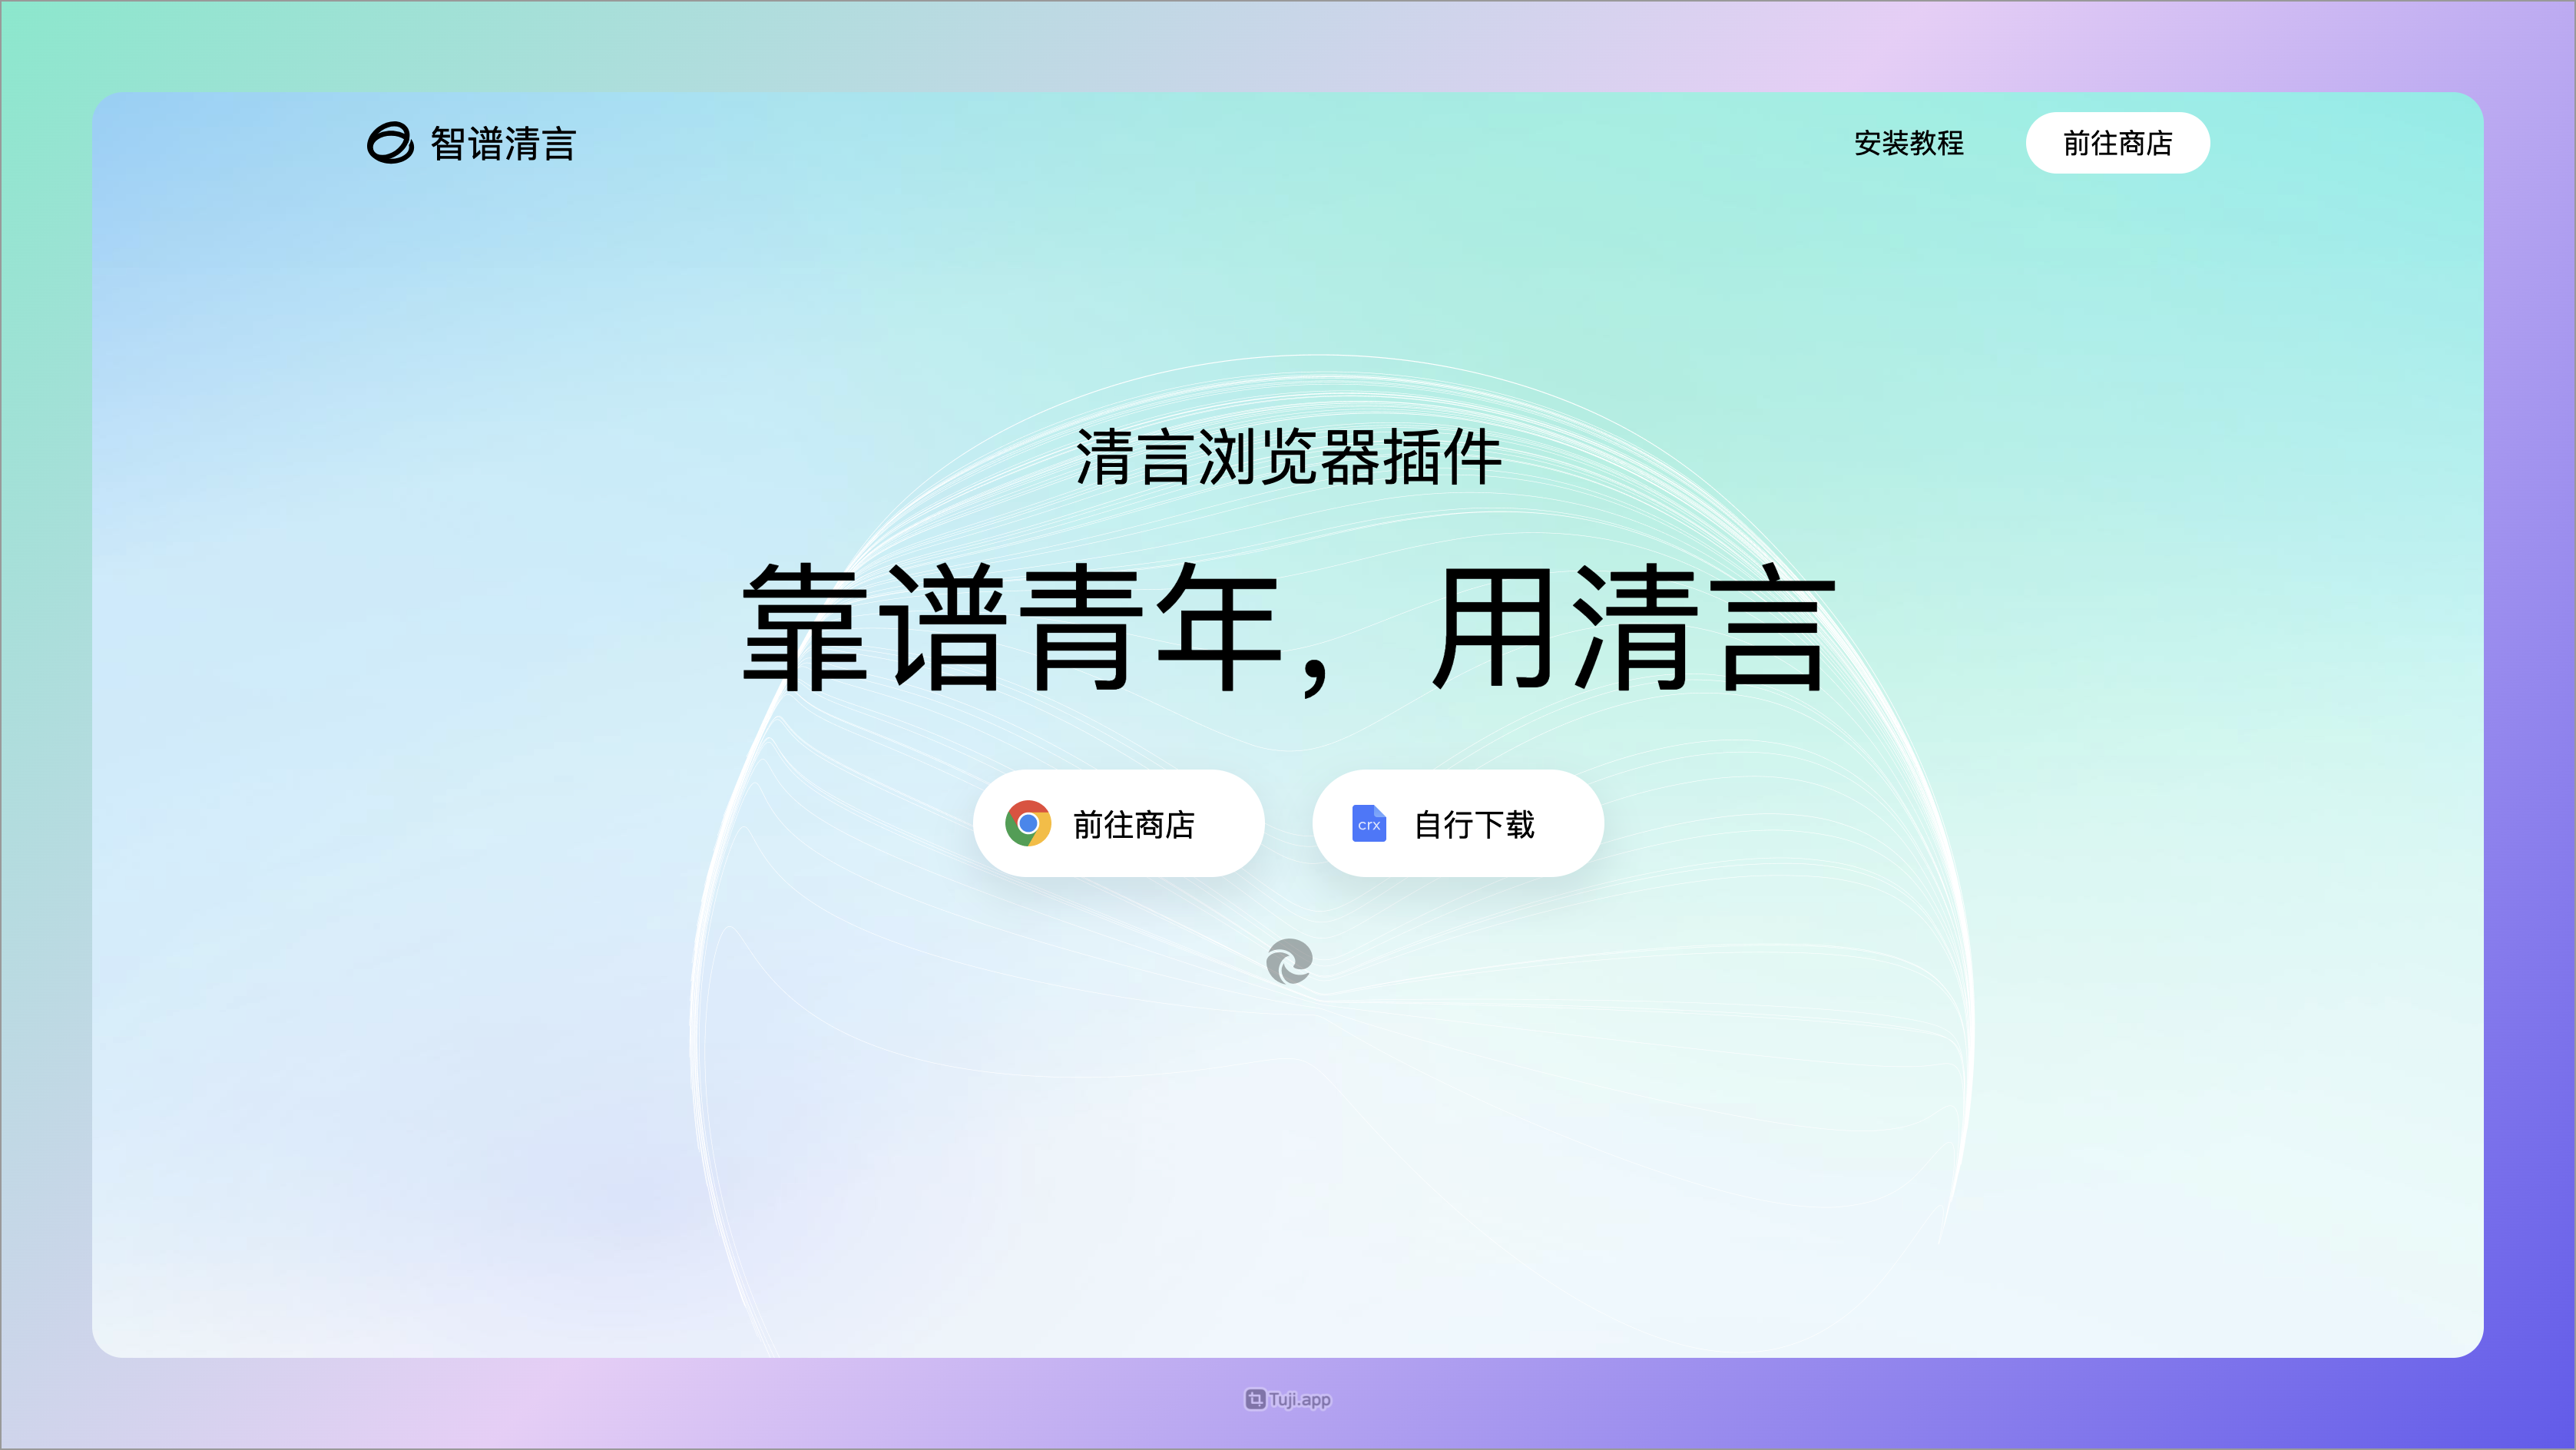 智谱清言
安装教程
前往商店
清言浏览器插件
靠谱青年，用清言
前往商店
crx
自行下载
Tuji.app